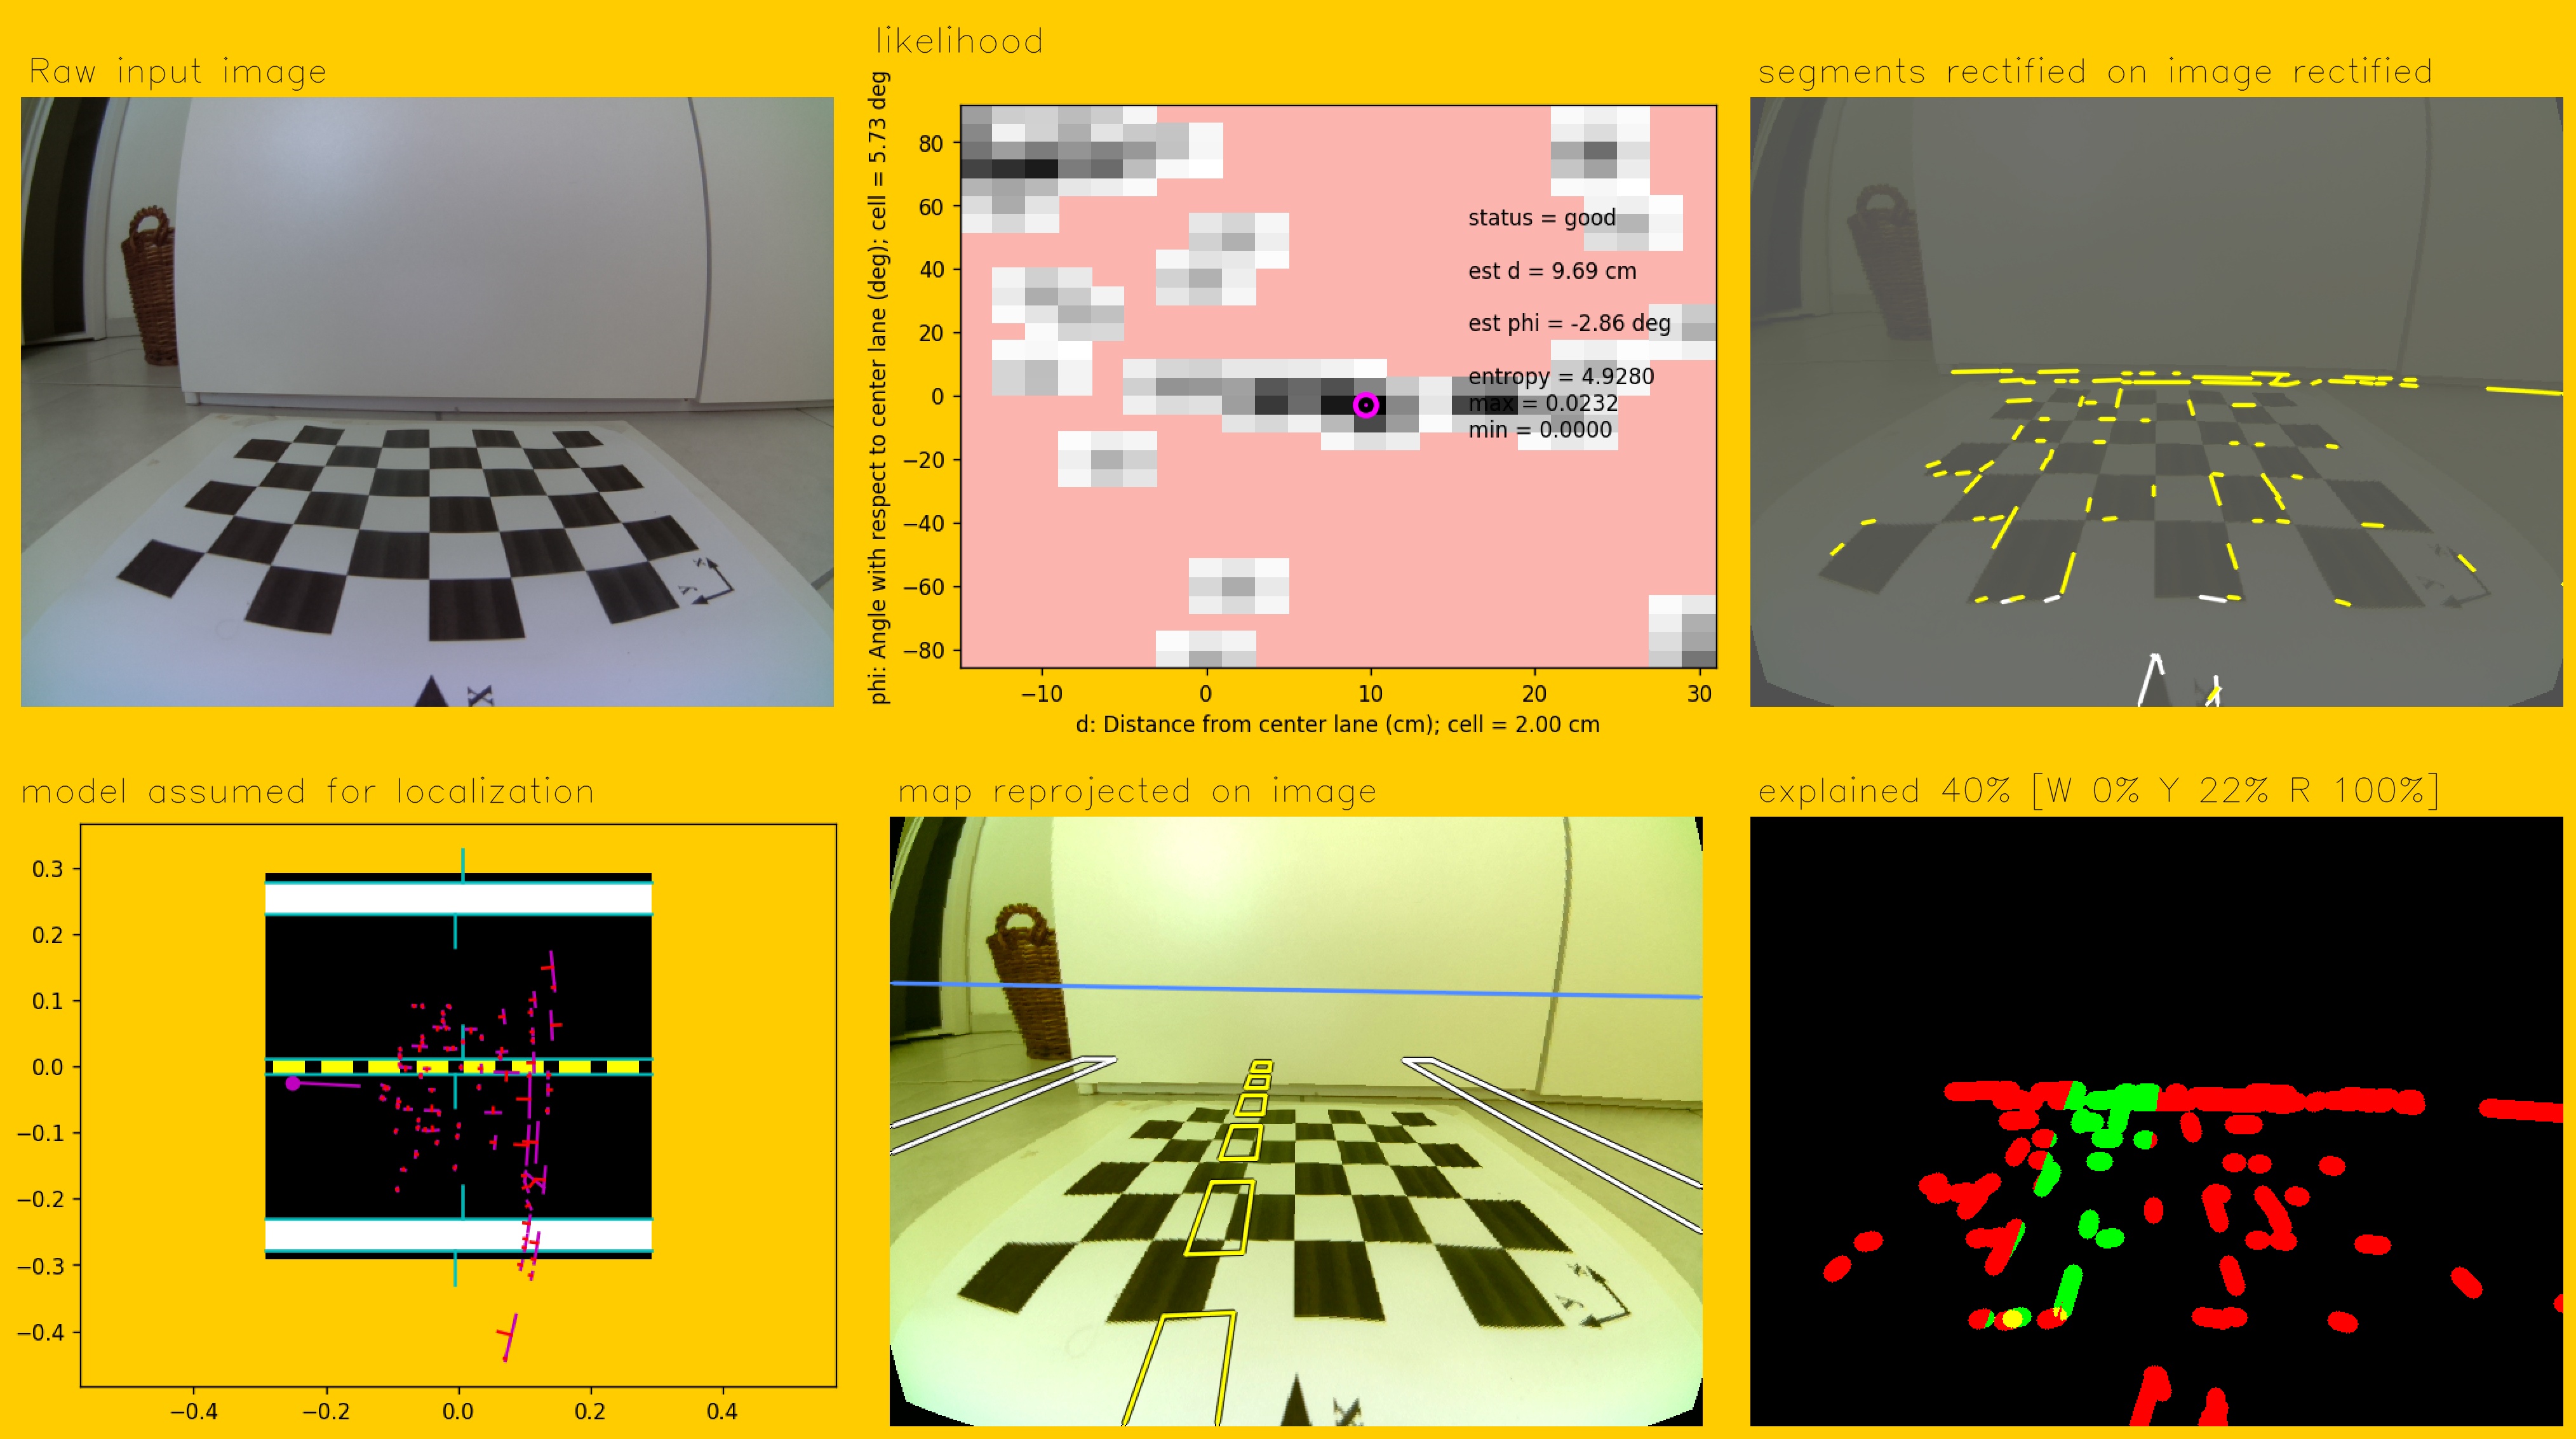 Raw input image
likelihood
phi: Angle with respect to center lane (deg); cell = 5.73 deg
80
60
40
20
0
−20
−40
−60
−80
status = good
est d = 9.69 cm
est phi = -2.86 deg
entropy = 4.9280
max = 0.0232
min = 0.0000
−10 0 10 20 30
d: Distance from center lane (cm); cell = 2.00 cm
segments rectified on image rectified
model assumed for localization
0.3
0.2
0.1
0.0
−0.1
−0.2
−0.3
−0.4
−0.4 −0.2 0.0 0.2 0.4
map reprojected on image
explained 40% [W 0% Y 22% R 100%]